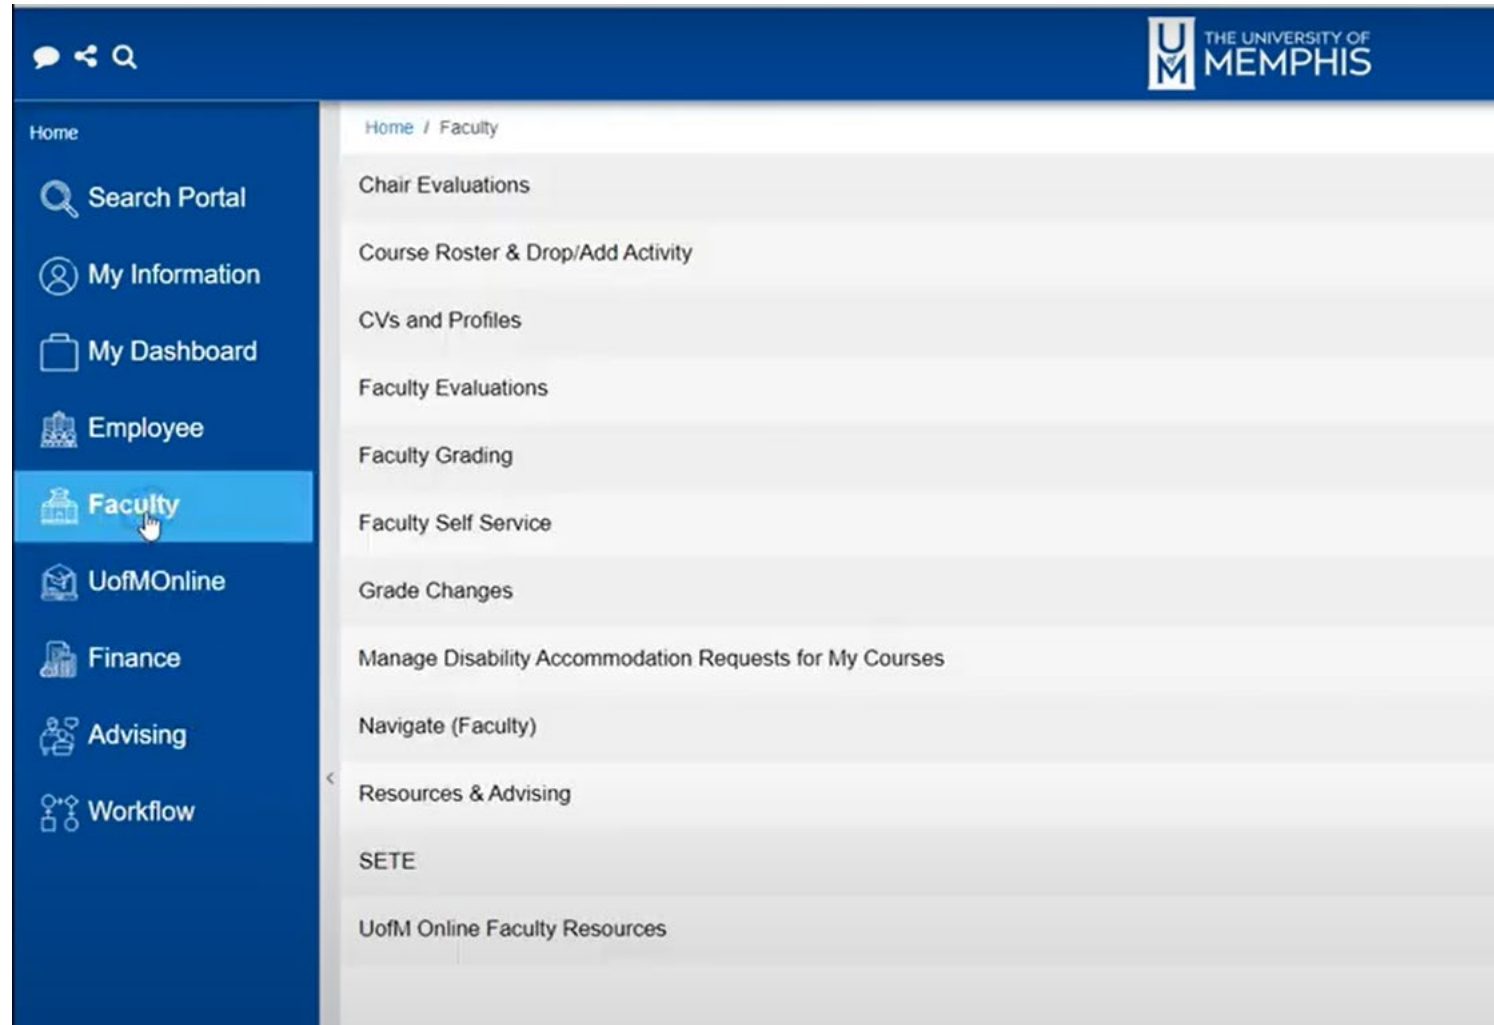 THE UNIVERSITY OF
MEMPHIS
Home
Search Portal
My Information
My Dashboard
Employee
Faculty
UofMOnline
Finance
Advising
Workflow
Home / Faculty
Chair Evaluations
Course Roster & Drop/Add Activity
CVs and Profiles
Faculty Evaluations
Faculty Grading
Faculty Self Service
Grade Changes
Manage Disability Accommodation Requests for My Courses
Navigate (Faculty)
Resources & Advising
SETE
UofM Online Faculty Resources